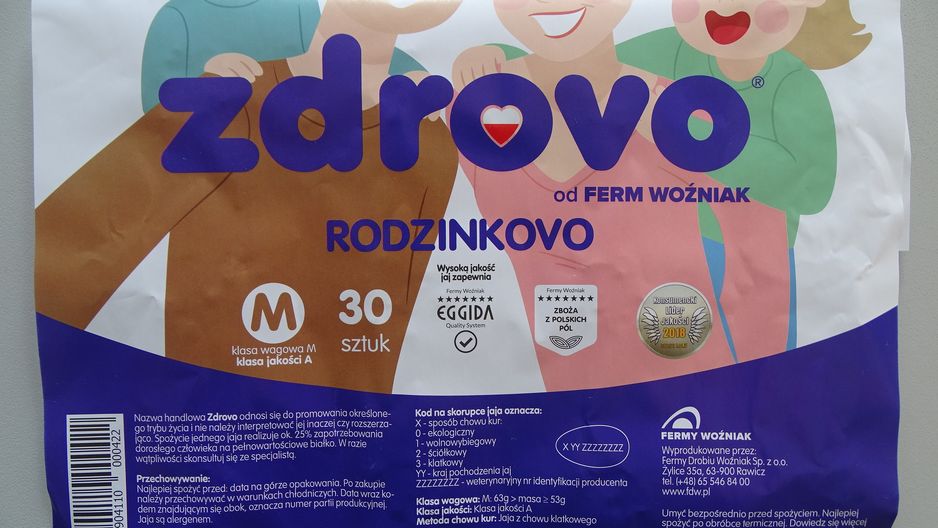 zdrovo®
od FERM WOŹNIAK
RODZINKOVO
Wysoką jakość
jaj zapewnia
M
klasa wagowa M
klasa jakości A
30
sztuk
Fermy Woźniak
EGGIDA
Quality System
Fermy Woźniak
ZBOŻA
Z POLSKICH
PÓL
Konsumencki
Lider
Jakości
2018
Nazwa handlowa Zdrovo odnosi się do promowania określone-
go trybu życia i nie należy interpretować jej inaczej czy rozszerza-
jąco. Spożycie jednego jaja realizuje ok. 25% zapotrzebowania
dorosłego człowieka na pełnowartościowe białko. W razie
wątpliwości skonsultuj się ze specjalistą.
Przechowywanie:
Najlepiej spożyć przed: data na górze opakowania. Po zakupie
należy przechowywać w warunkach chłodniczych. Data wraz ko-
dem znajdującym się obok, oznacza numer partii produkcyjnej.
Jaja są alergenem.
904110 000422
Kod na skorupce jaja oznacza:
X - sposób chowu kur:
0 - ekologiczny
1 - wolnowybiegowy
2 - ściółkowy
3 - klatkowy
YY - kraj pochodzenia jaj
ZZZZZZZZ - weterynaryjny nr identyfikacji producenta
X YY ZZZZZZZZ
Klasa wagowa: M: 63g > masa ≥ 53g
Klasa jakości: Klasa jakości A
Metoda chowu kur: Jaja z chowu klatkowego
FERMY WOŹNIAK
Wyprodukowane przez:
Fermy Drobiu Woźniak Sp. z o.o.
Żylice 35a, 63-900 Rawicz
tel. (+48) 65 546 84 00
www.fdw.pl
Umyć bezpośrednio przed spożyciem. Najlepiej
spożyć po obróbce termicznej. Dowiedz się więcej